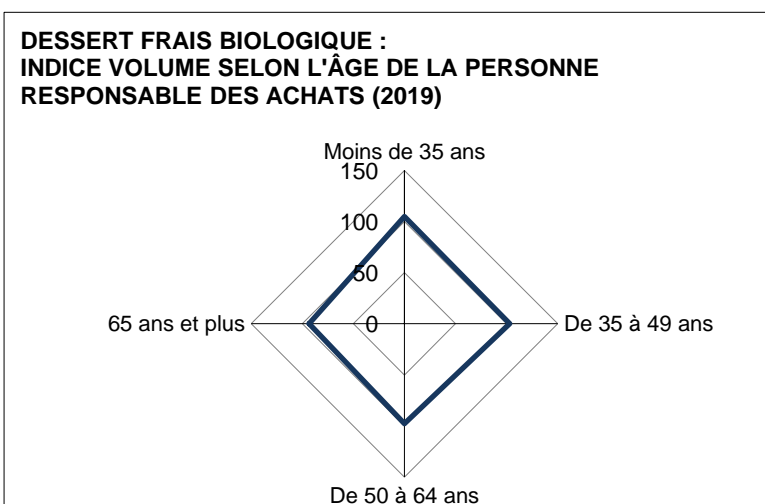 DESSERT FRAIS BIOLOGIQUE :
INDICE VOLUME SELON L'ÂGE DE LA PERSONNE
RESPONSABLE DES ACHATS (2019)
Moins de 35 ans
150
100
50
65 ans et plus
0
De 35 à 49 ans
De 50 à 64 ans